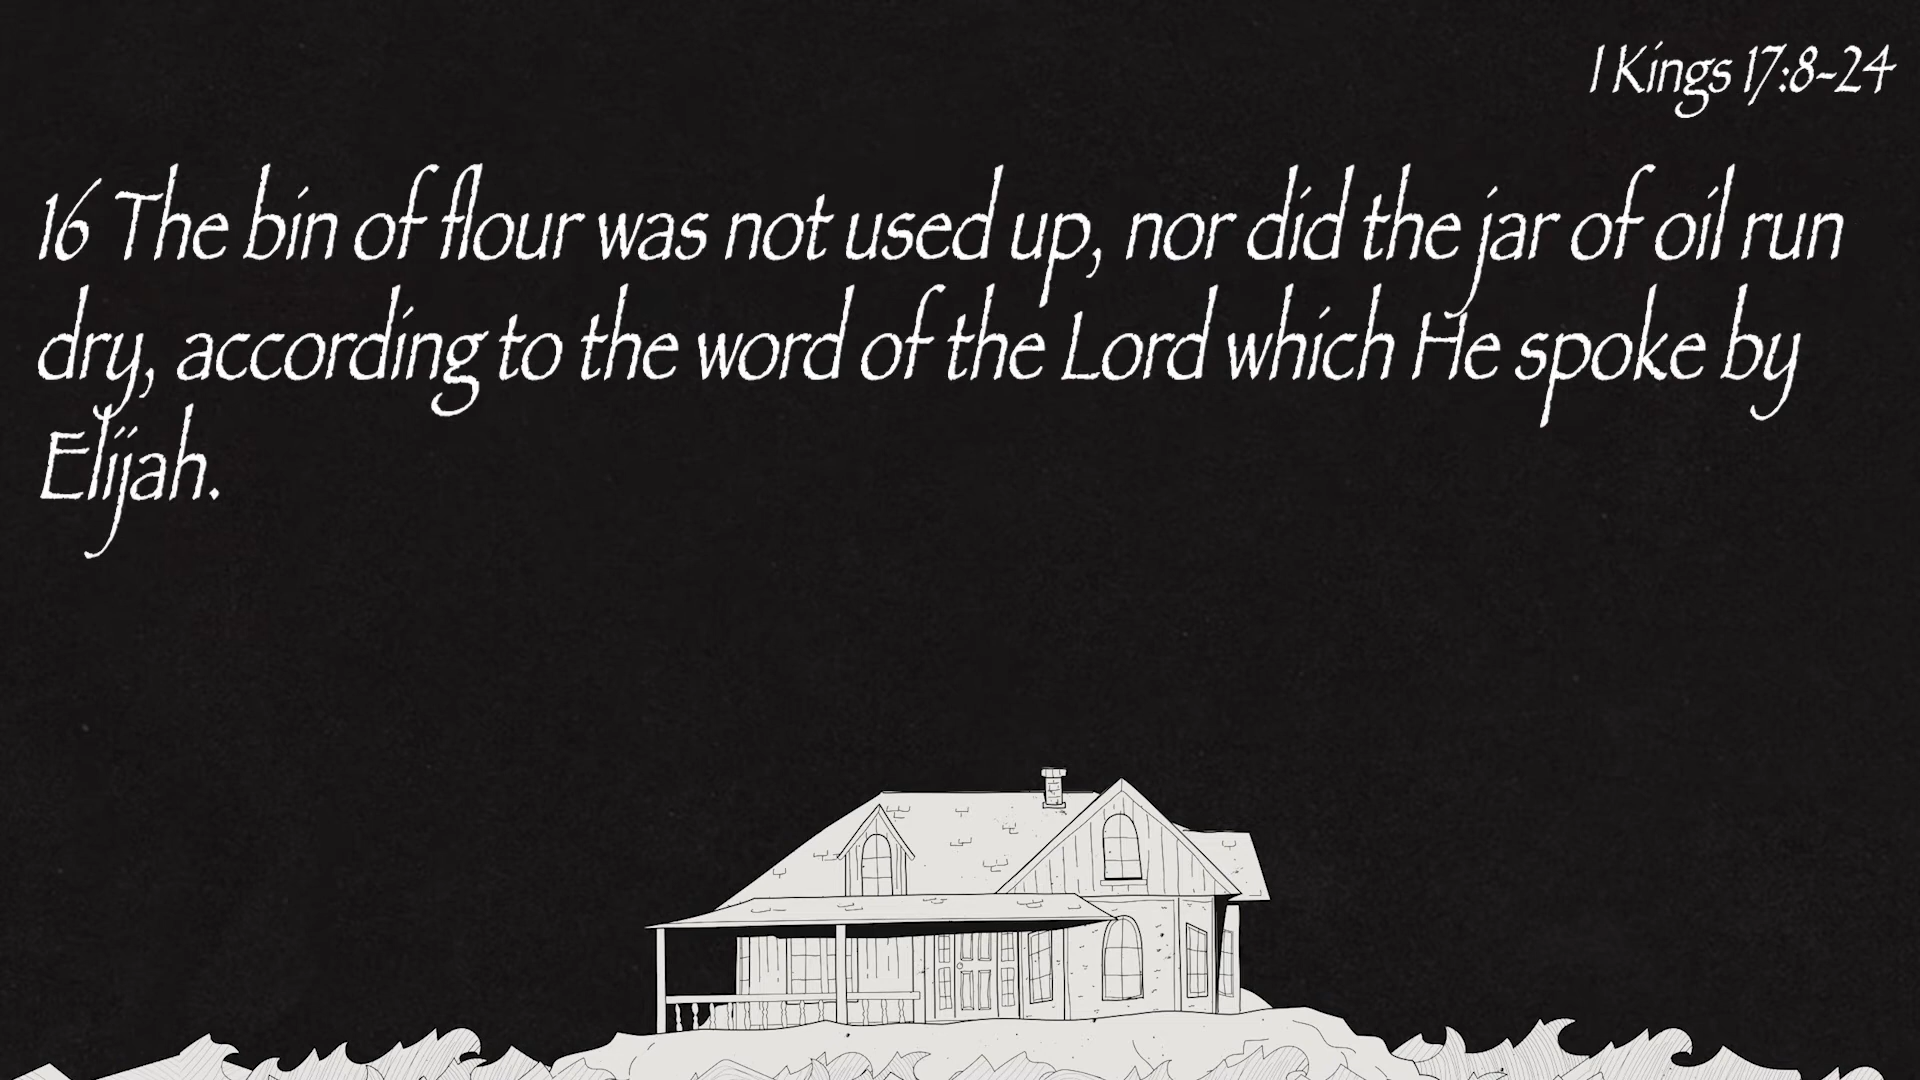 1 Kings 17:8-24
16 The bin of flour was not used up, nor did the jar of oil run
dry, according to the word of the Lord which He spoke by
Elijah.